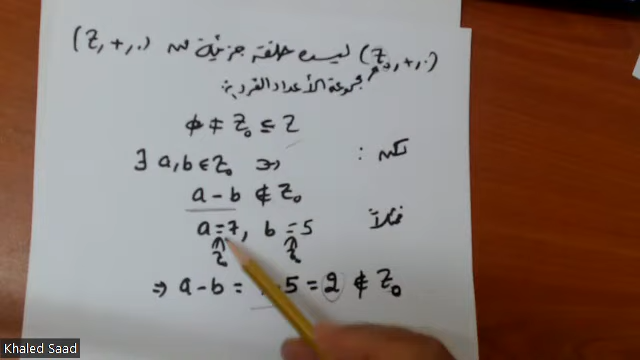 (Z₀,+,.) ليست حلقة جزئية من (Z,+,.)
مجموعة الأعداد الفردية
ϕ ≠ Z₀ ⊆ Z
لكن : ∃ a,b ∈ Z₀ ∋
a - b ∉ Z₀
مثلاً a = 7, b = 5
⇒ a - b = - 5 = 2 ∉ Z₀
Khaled Saad